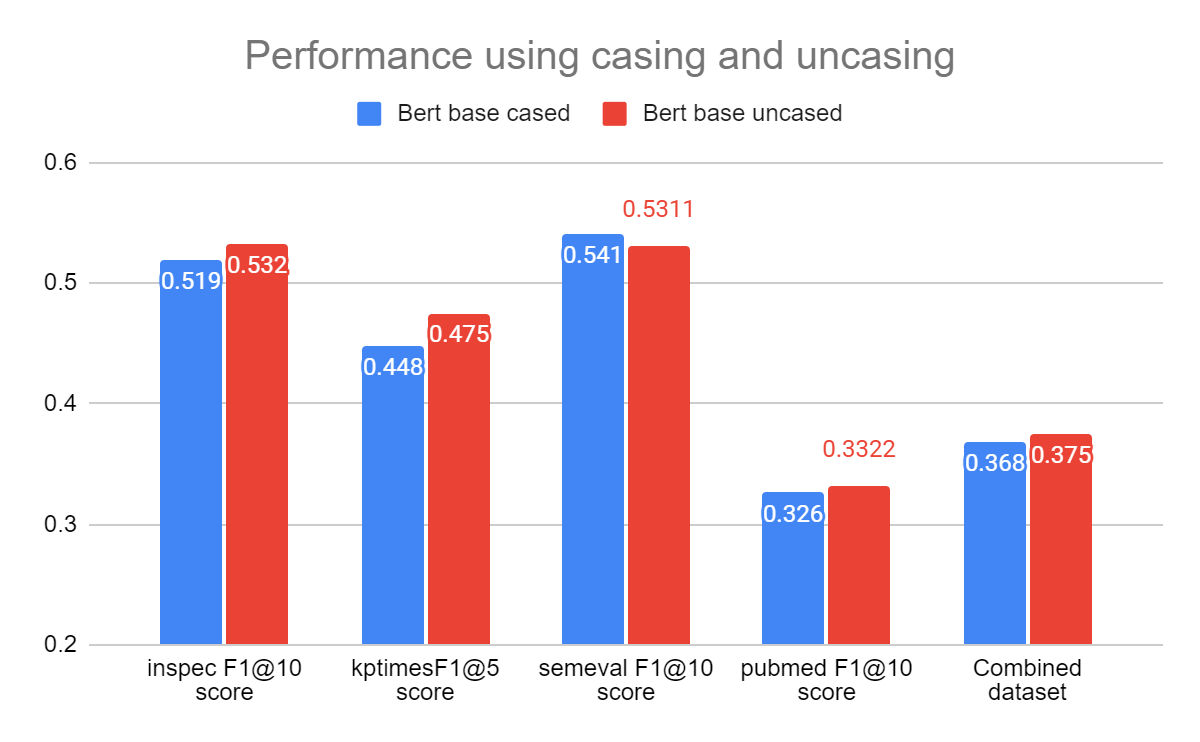 Performance using casing and uncasing
Bert base cased
Bert base uncased
0.6
0.5
0.4
0.3
0.2
0.519
0.532
0.448
0.475
0.541
0.5311
0.326
0.3322
0.368
0.375
inspec F1@10
score
kptimesF1@5
score
semeval F1@10
score
pubmed F1@10
score
Combined
dataset